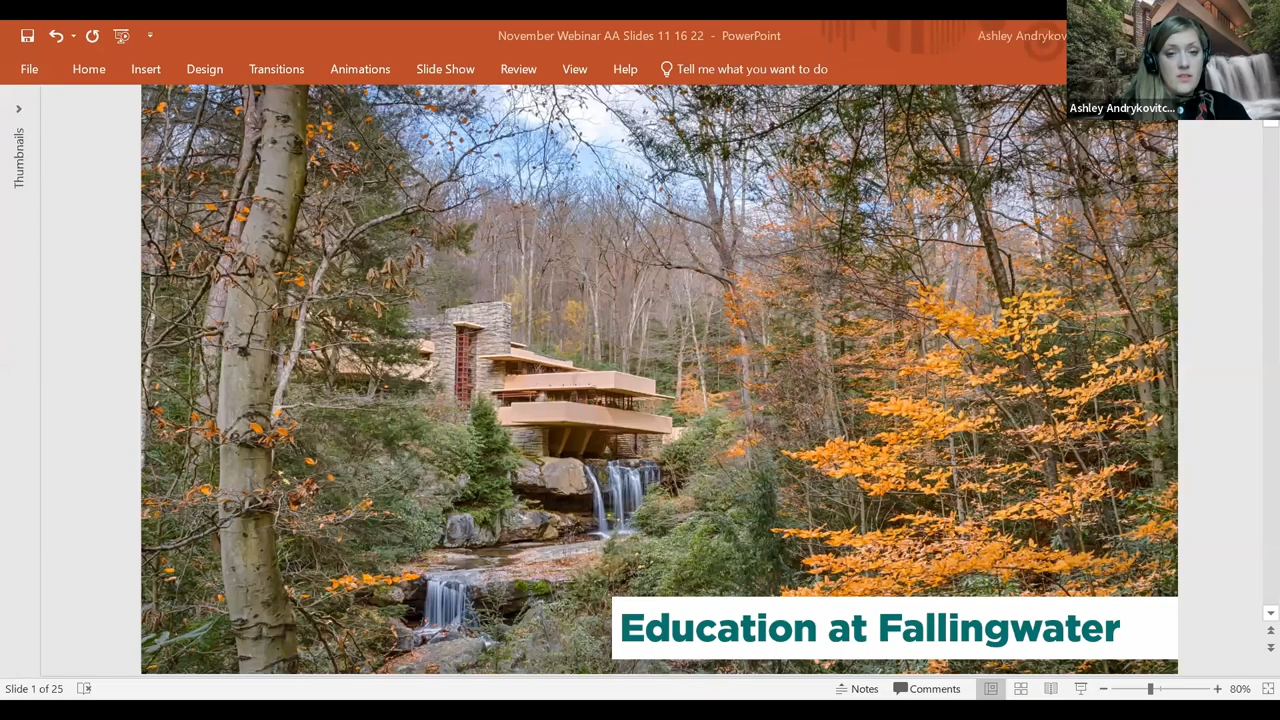 November Webinar AA Slides 11 16 22 - PowerPoint
Ashley Andrykov
File Home Insert Design Transitions Animations Slide Show Review View Help Tell me what you want to do
Ashley Andrykovitc...
Thumbnails
Education at Fallingwater
Slide 1 of 25 Notes Comments 80%